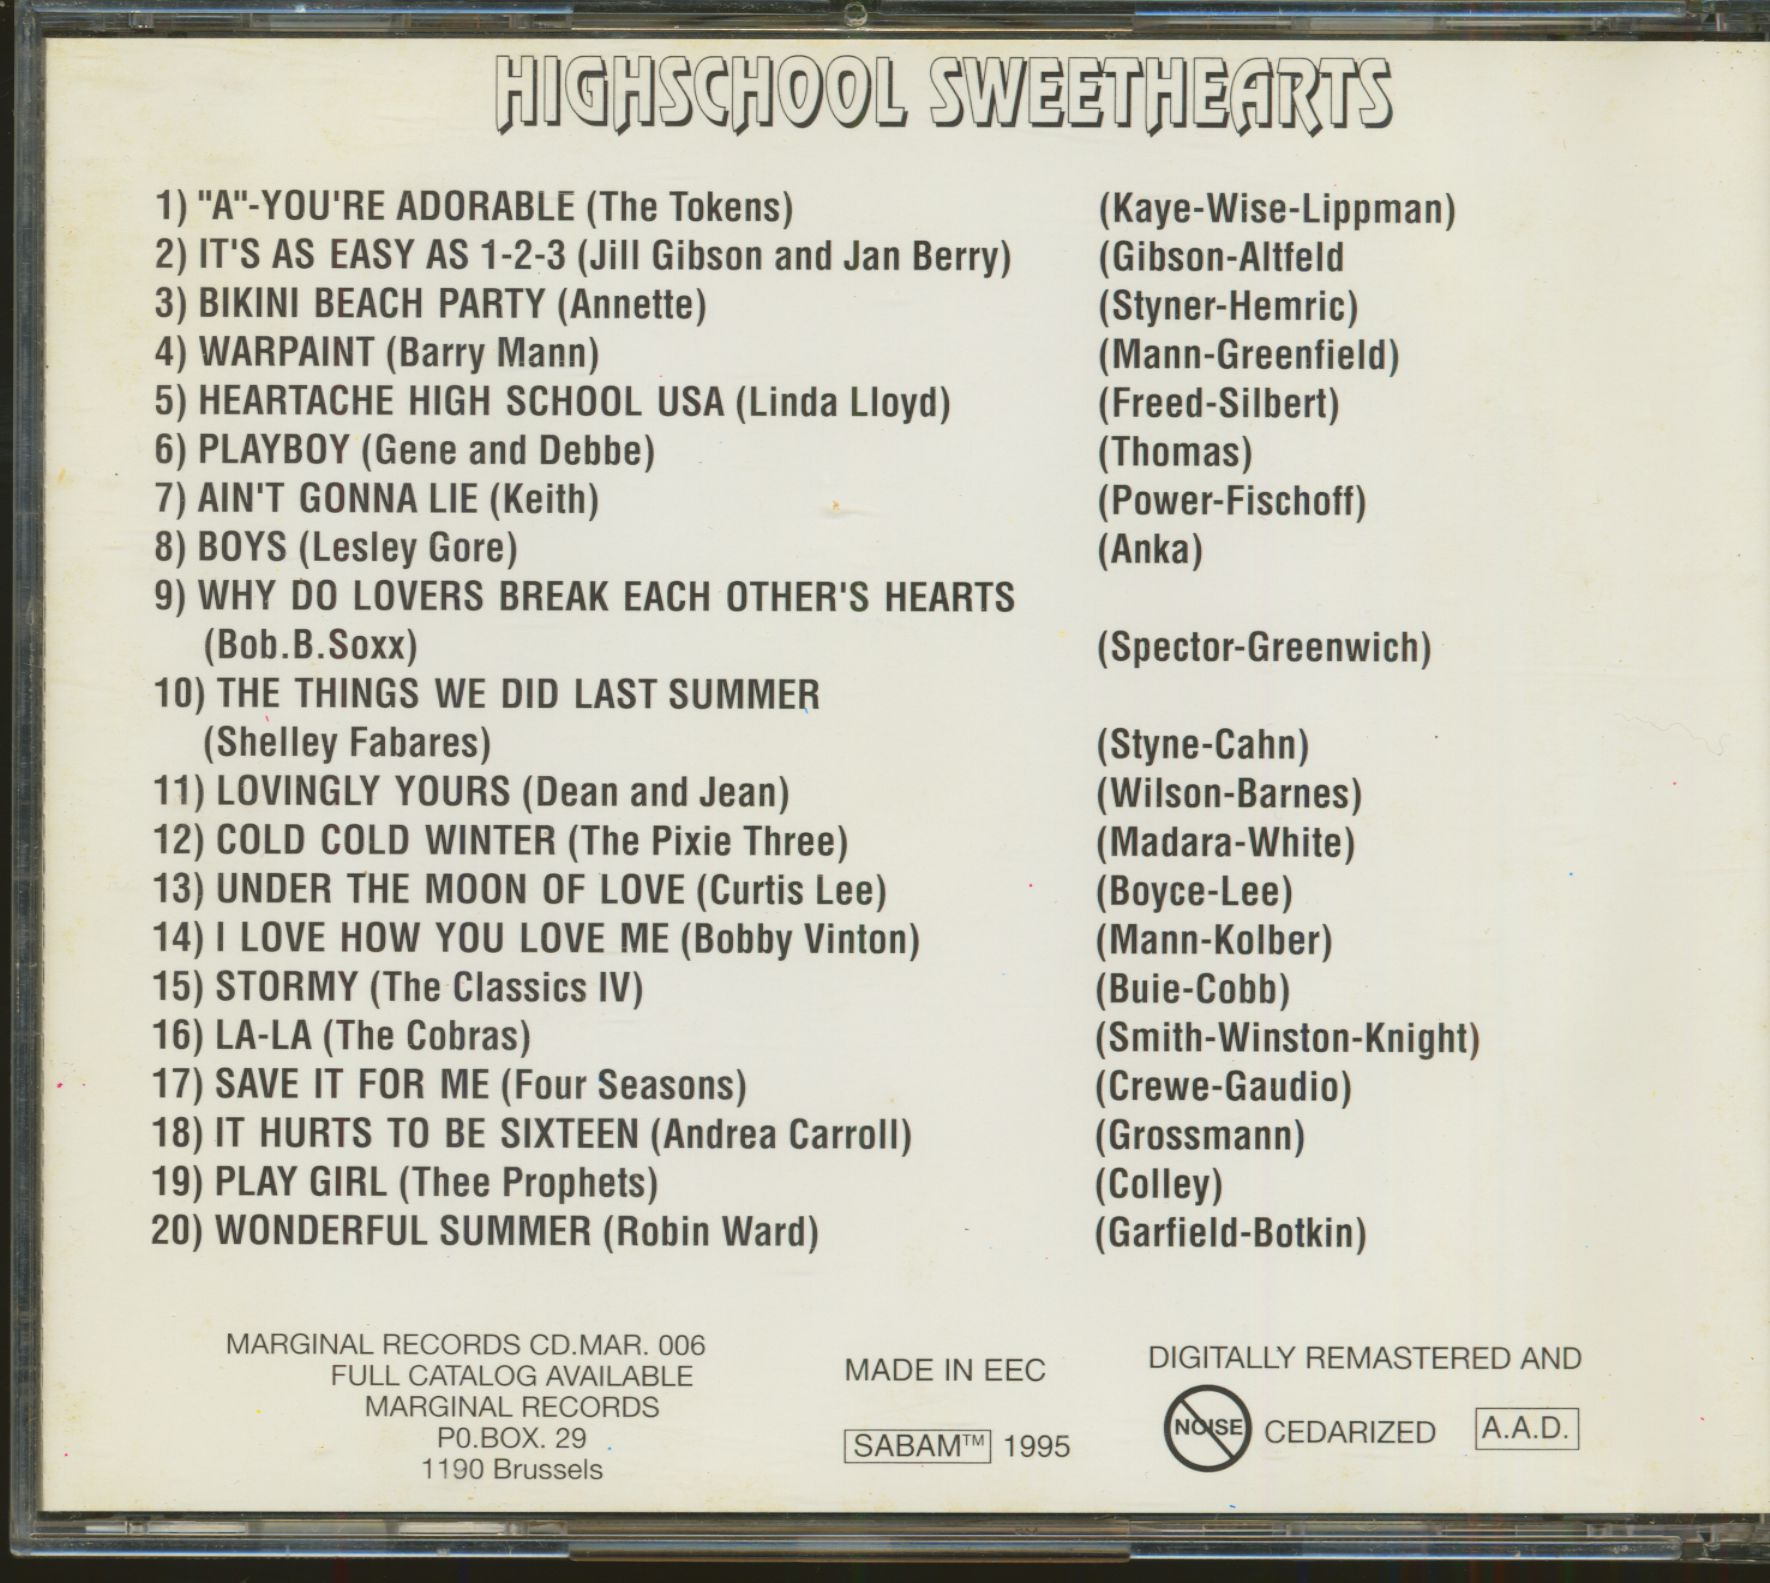 HIGHSCHOOL SWEETHEARTS
1) "A"-YOU'RE ADORABLE (The Tokens) (Kaye-Wise-Lippman)
2) IT'S AS EASY AS 1-2-3 (Jill Gibson and Jan Berry) (Gibson-Altfeld
3) BIKINI BEACH PARTY (Annette) (Styner-Hemric)
4) WARPAINT (Barry Mann) (Mann-Greenfield)
5) HEARTACHE HIGH SCHOOL USA (Linda Lloyd) (Freed-Silbert)
6) PLAYBOY (Gene and Debbe) (Thomas)
7) AIN'T GONNA LIE (Keith) (Power-Fischoff)
8) BOYS (Lesley Gore) (Anka)
9) WHY DO LOVERS BREAK EACH OTHER'S HEARTS
(Bob.B.Soxx) (Spector-Greenwich)
10) THE THINGS WE DID LAST SUMMER
(Shelley Fabares) (Styne-Cahn)
11) LOVINGLY YOURS (Dean and Jean) (Wilson-Barnes)
12) COLD COLD WINTER (The Pixie Three) (Madara-White)
13) UNDER THE MOON OF LOVE (Curtis Lee) (Boyce-Lee)
14) I LOVE HOW YOU LOVE ME (Bobby Vinton) (Mann-Kolber)
15) STORMY (The Classics IV) (Buie-Cobb)
16) LA-LA (The Cobras) (Smith-Winston-Knight)
17) SAVE IT FOR ME (Four Seasons) (Crewe-Gaudio)
18) IT HURTS TO BE SIXTEEN (Andrea Carroll) (Grossmann)
19) PLAY GIRL (Thee Prophets) (Colley)
20) WONDERFUL SUMMER (Robin Ward) (Garfield-Botkin)
MARGINAL RECORDS CD.MAR. 006
FULL CATALOG AVAILABLE
MARGINAL RECORDS
P0.BOX. 29
1190 Brussels
MADE IN EEC
SABAM™ 1995
DIGITALLY REMASTERED AND
NOISE CEDARIZED A.A.D.